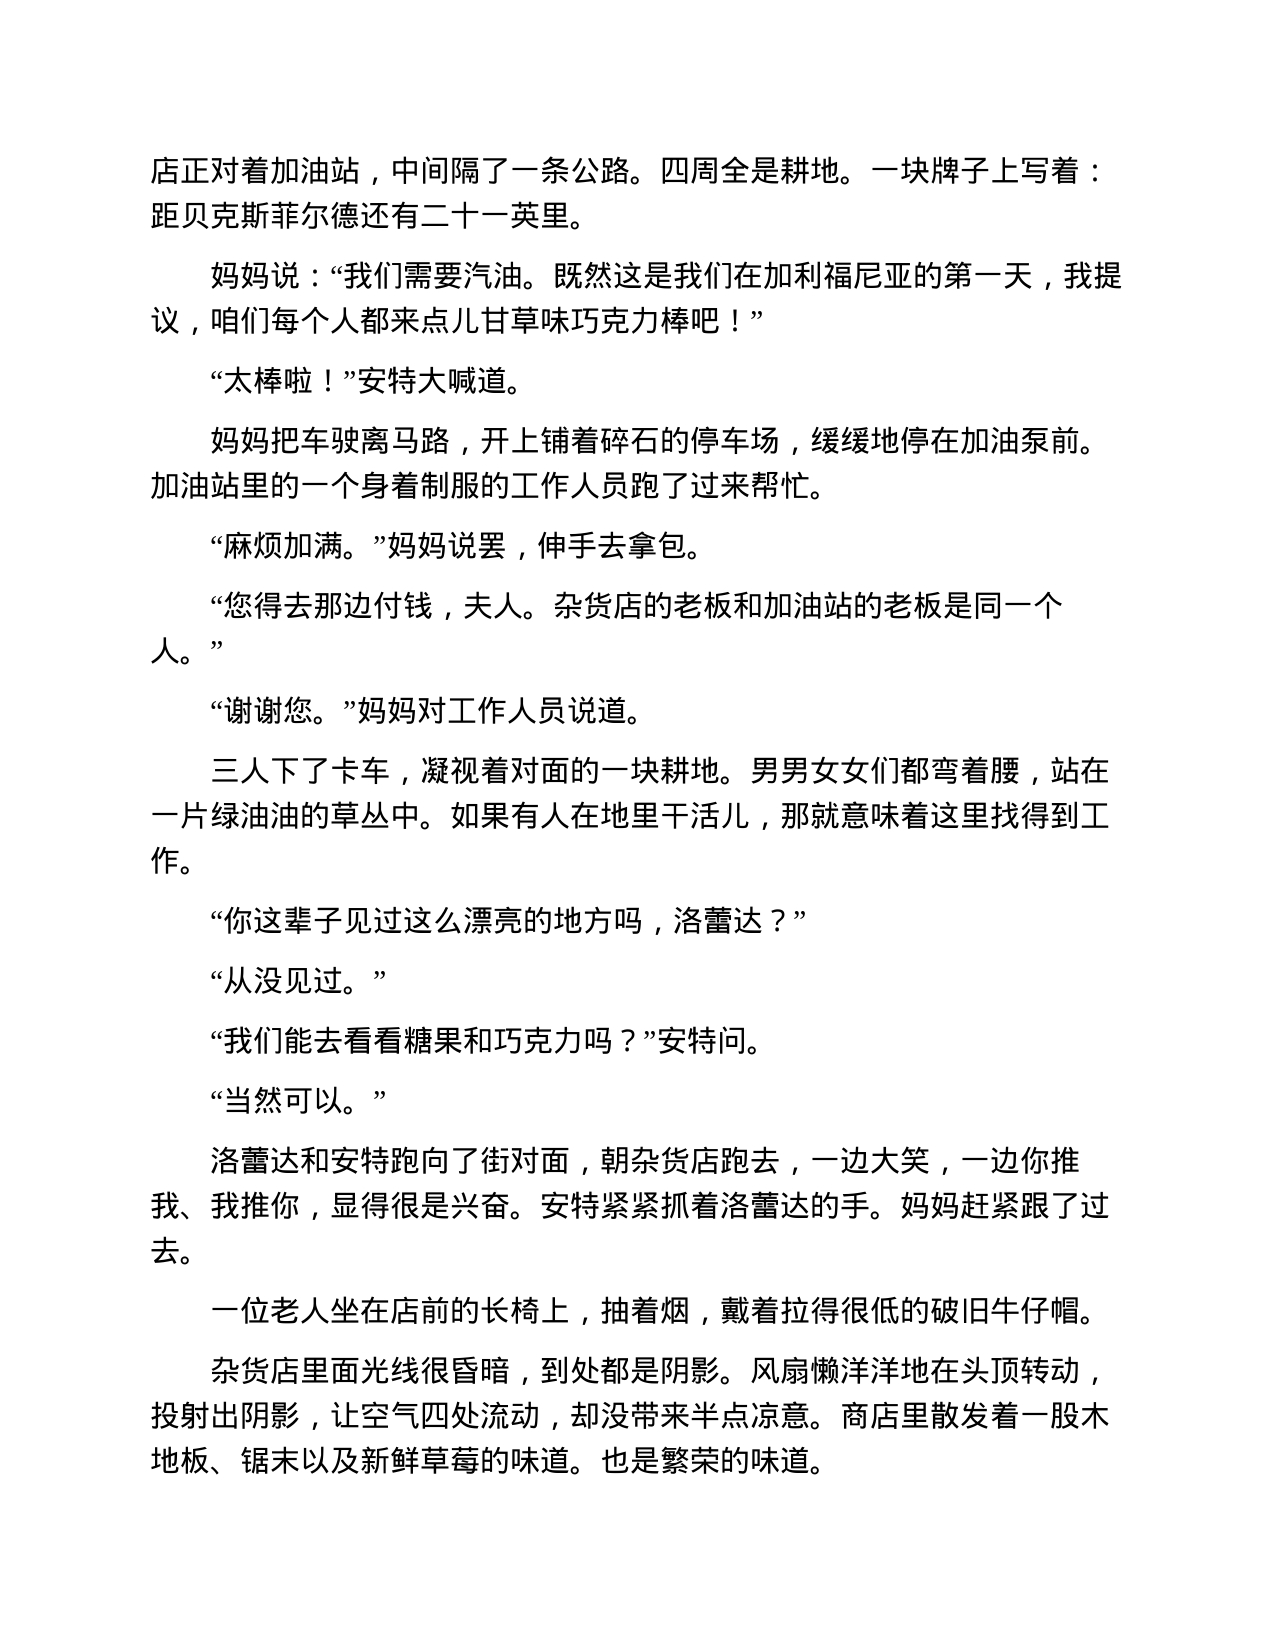 店正对着加油站，中间隔了一条公路。四周全是耕地。一块牌子上写着：
距贝克斯菲尔德还有二十一英里。
妈妈说：“我们需要汽油。既然这是我们在加利福尼亚的第一天，我提
议，咱们每个人都来点儿甘草味巧克力棒吧！”
“太棒啦！”安特大喊道。
妈妈把车驶离马路，开上铺着碎石的停车场，缓缓地停在加油泵前。
加油站里的一个身着制服的工作人员跑了过来帮忙。
“麻烦加满。”妈妈说罢，伸手去拿包。
“您得去那边付钱，夫人。杂货店的老板和加油站的老板是同一个
人。”
“谢谢您。”妈妈对工作人员说道。
三人下了卡车，凝视着对面的一块耕地。男男女女们都弯着腰，站在
一片绿油油的草丛中。如果有人在地里干活儿，那就意味着这里找得到工
作。
“你这辈子见过这么漂亮的地方吗，洛蕾达？”
“从没见过。”
“我们能去看看糖果和巧克力吗？”安特问。
“当然可以。”
洛蕾达和安特跑向了街对面，朝杂货店跑去，一边大笑，一边你推
我、我推你，显得很是兴奋。安特紧紧抓着洛蕾达的手。妈妈赶紧跟了过
去。
一位老人坐在店前的长椅上，抽着烟，戴着拉得很低的破旧牛仔帽。
杂货店里面光线很昏暗，到处都是阴影。风扇懒洋洋地在头顶转动，
投射出阴影，让空气四处流动，却没带来半点凉意。商店里散发着一股木
地板、锯末以及新鲜草莓的味道。也是繁荣的味道。